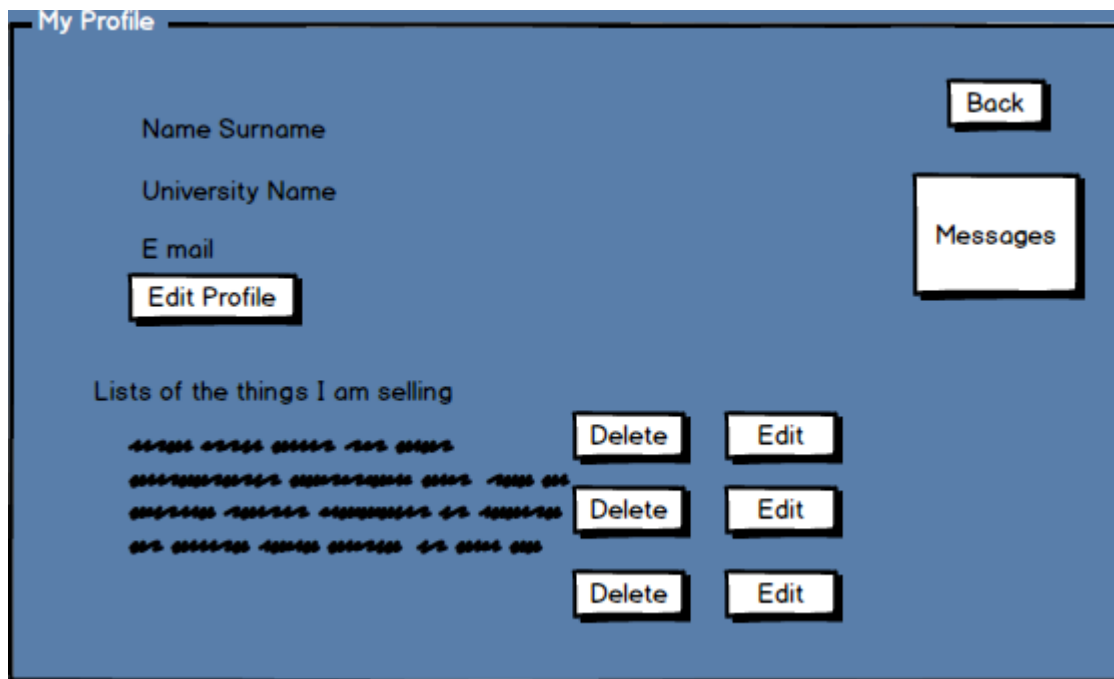 My Profile
Back
Name Surname
University Name
Messages
E mail
Edit Profile
Lists of the things I am selling
Delete Edit
Delete Edit
Delete Edit